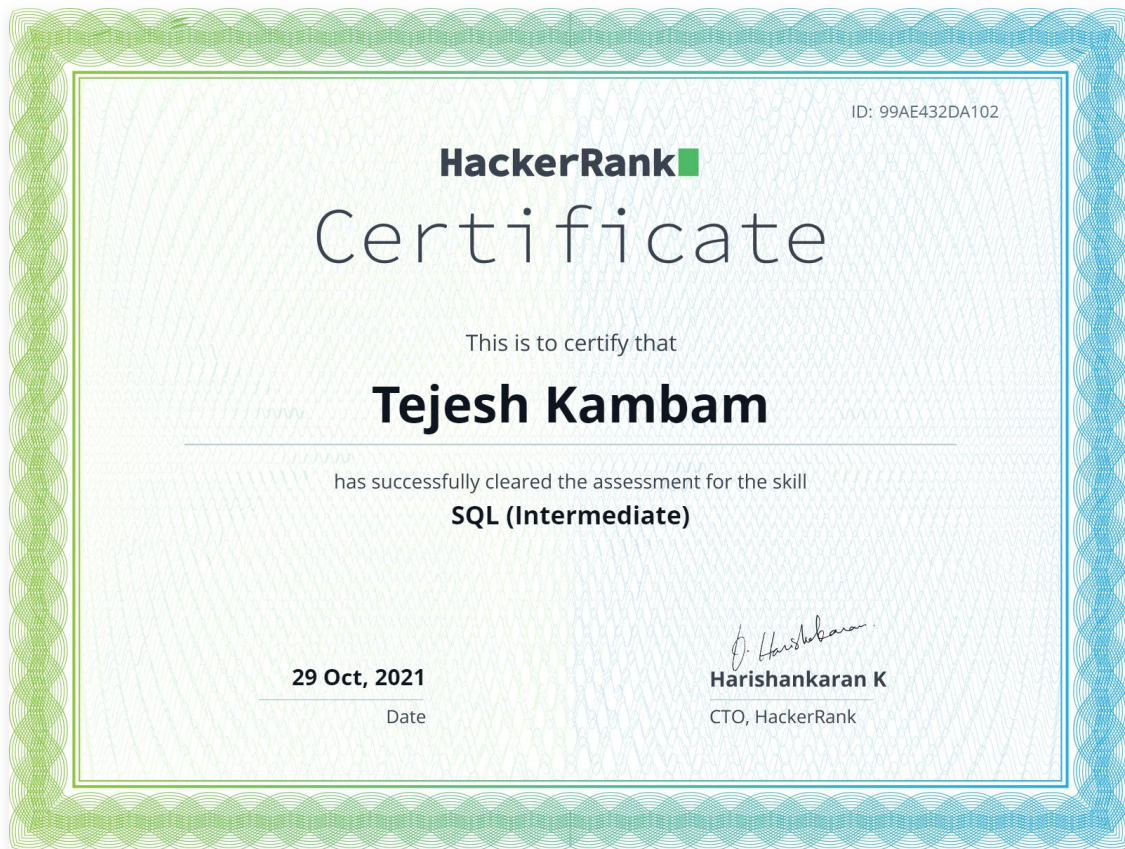 ID: 99AE432DA102
HackerRank
Certificate
This is to certify that
Tejesh Kambam
has successfully cleared the assessment for the skill
SQL (Intermediate)
29 Oct, 2021
Date
Harishankaran K
CTO, HackerRank